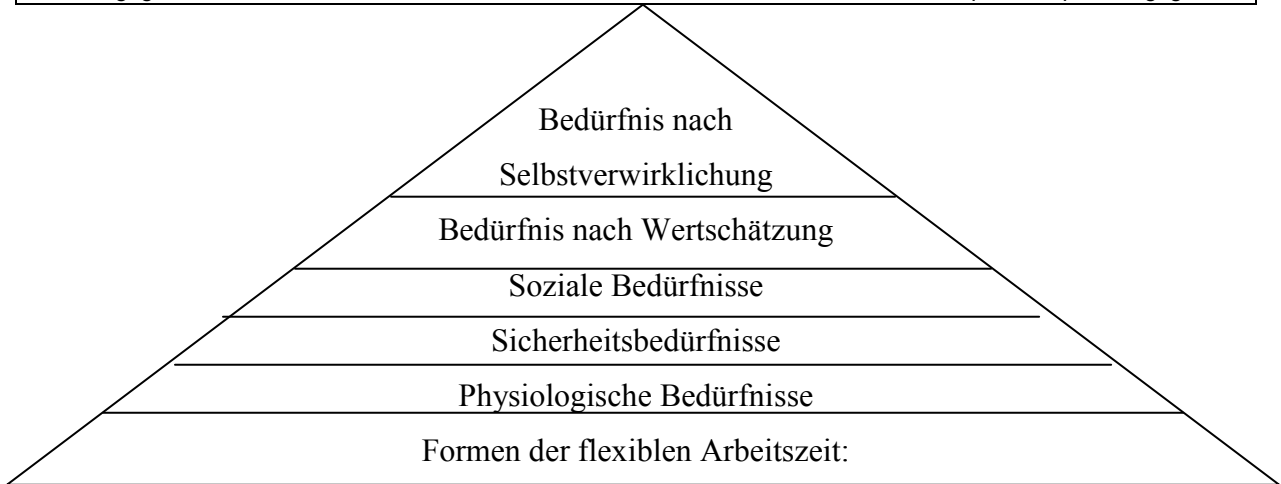 Bedürfnis nach
Selbstverwirklichung
Bedürfnis nach Wertschätzung
Soziale Bedürfnisse
Sicherheitsbedürfnisse
Physiologische Bedürfnisse
Formen der flexiblen Arbeitszeit: